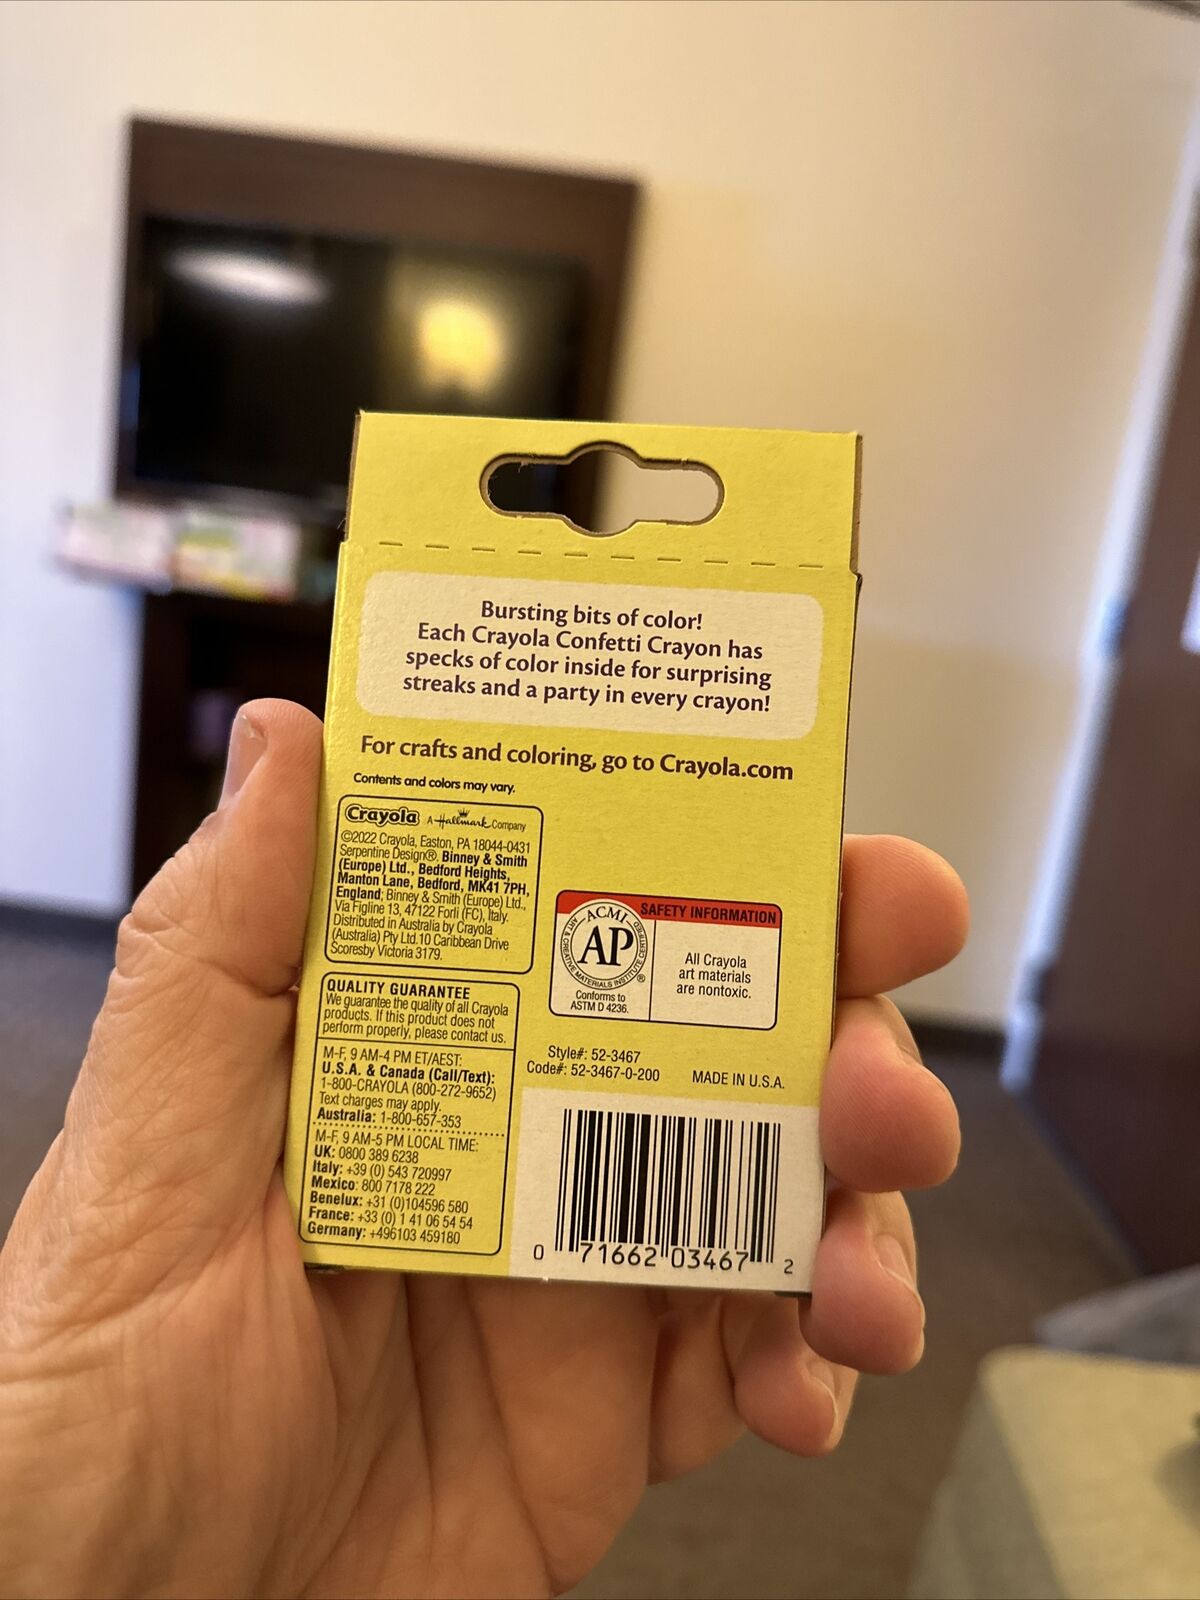 Bursting bits of color!
Each Crayola Confetti Crayon has
specks of color inside for surprising
streaks and a party in every crayon!
For crafts and coloring, go to Crayola.com
Contents and colors may vary.
Crayola A Hallmark Company
©2022 Crayola, Easton, PA 18044-0431
Serpentine Design®. Binney & Smith
(Europe) Ltd., Bedford Heights,
Manton Lane, Bedford, MK41 7PH,
England; Binney & Smith (Europe) Ltd.,
Via Figline 13, 47122 Forli (FC), Italy.
Distributed in Australia by Crayola
(Australia) Pty Ltd. 10 Caribbean Drive
Scoresby Victoria 3179.
SAFETY INFORMATION
ACMI
AP
ART & CREATIVE MATERIALS INSTITUTE CERTIFIED
®
Conforms to
ASTM D 4236.
All Crayola
art materials
are nontoxic.
QUALITY GUARANTEE
We guarantee the quality of all Crayola
products. If this product does not
perform properly, please contact us.
M-F, 9 AM-4 PM ET/AEST:
U.S.A. & Canada (Call/Text):
1-800-CRAYOLA (800-272-9652)
Text charges may apply.
Australia: 1-800-657-353
M-F, 9 AM-5 PM LOCAL TIME:
UK: 0800 389 6238
Italy: +39 (0) 543 720997
Mexico: 800 7178 222
Benelux: +31 (0)104596 580
France: +33 (0) 1 41 06 54 54
Germany: +496103 459180
Style#: 52-3467
Code#: 52-3467-0-200
MADE IN U.S.A.
0 71662 03467 2